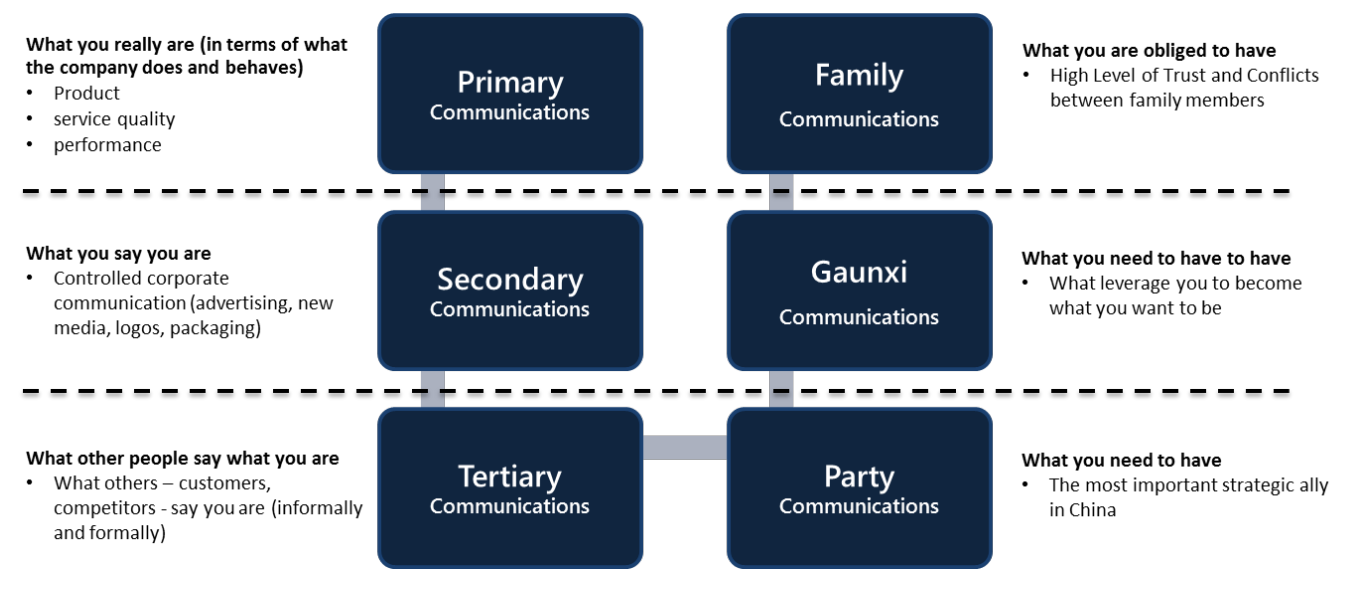 What you really are (in terms of what
the company does and behaves)
• Product
• service quality
• performance
Primary
Communications
Family
Communications
What you are obliged to have
• High Level of Trust and Conflicts
between family members
What you say you are
• Controlled corporate
communication (advertising, new
media, logos, packaging)
Secondary
Communications
Gaunxi
Communications
What you need to have to have
• What leverage you to become
what you want to be
What other people say what you are
• What others – customers,
competitors - say you are (informally
and formally)
Tertiary
Communications
Party
Communications
What you need to have
• The most important strategic ally
in China